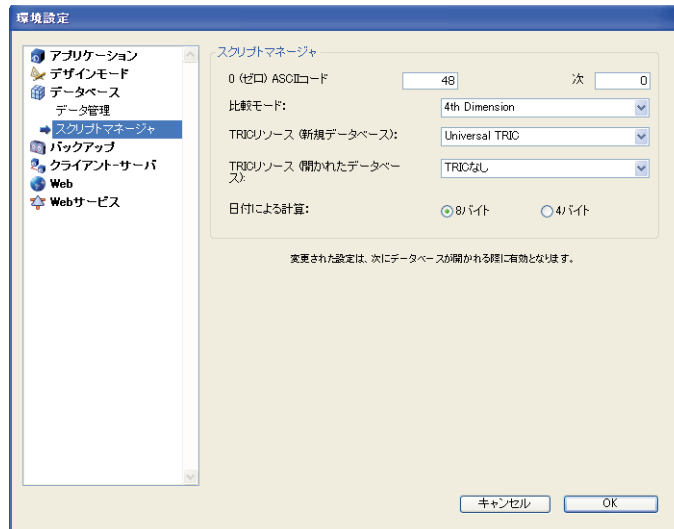 環境設定
アプリケーション
デザインモード
データベース
データ管理
スクリプトマネージャ
バックアップ
クライアント-サーバ
Web
Webサービス
スクリプトマネージャ
0 (ゼロ) ASCIIコード 48 次 0
比較モード: 4th Dimension
TRICリソース (新規データベース): Universal TRIC
TRICリソース (開かれたデータベー
ス): TRICなし
日付による計算: 8バイト 4バイト
変更された設定は、次にデータベースが開かれる際に有効となります。
キャンセル OK